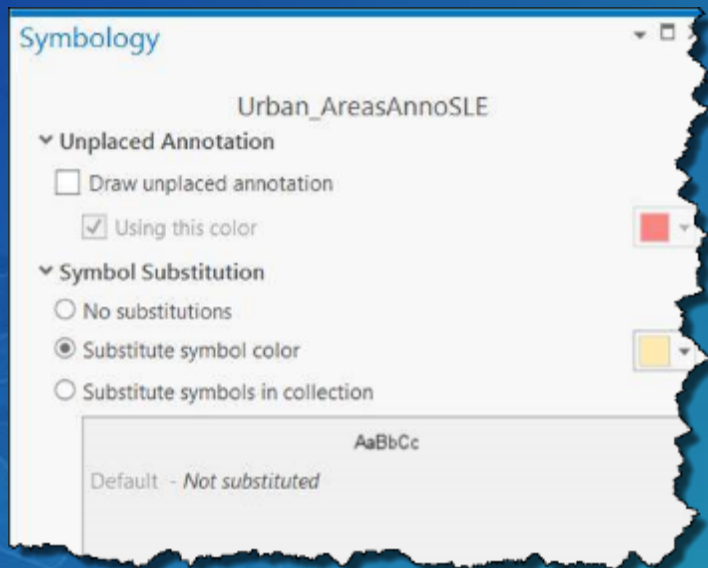 Symbology
Urban_AreasAnnoSLE
Unplaced Annotation
Draw unplaced annotation
Using this color
Symbol Substitution
No substitutions
Substitute symbol color
Substitute symbols in collection
AaBbCc
Default - Not substituted